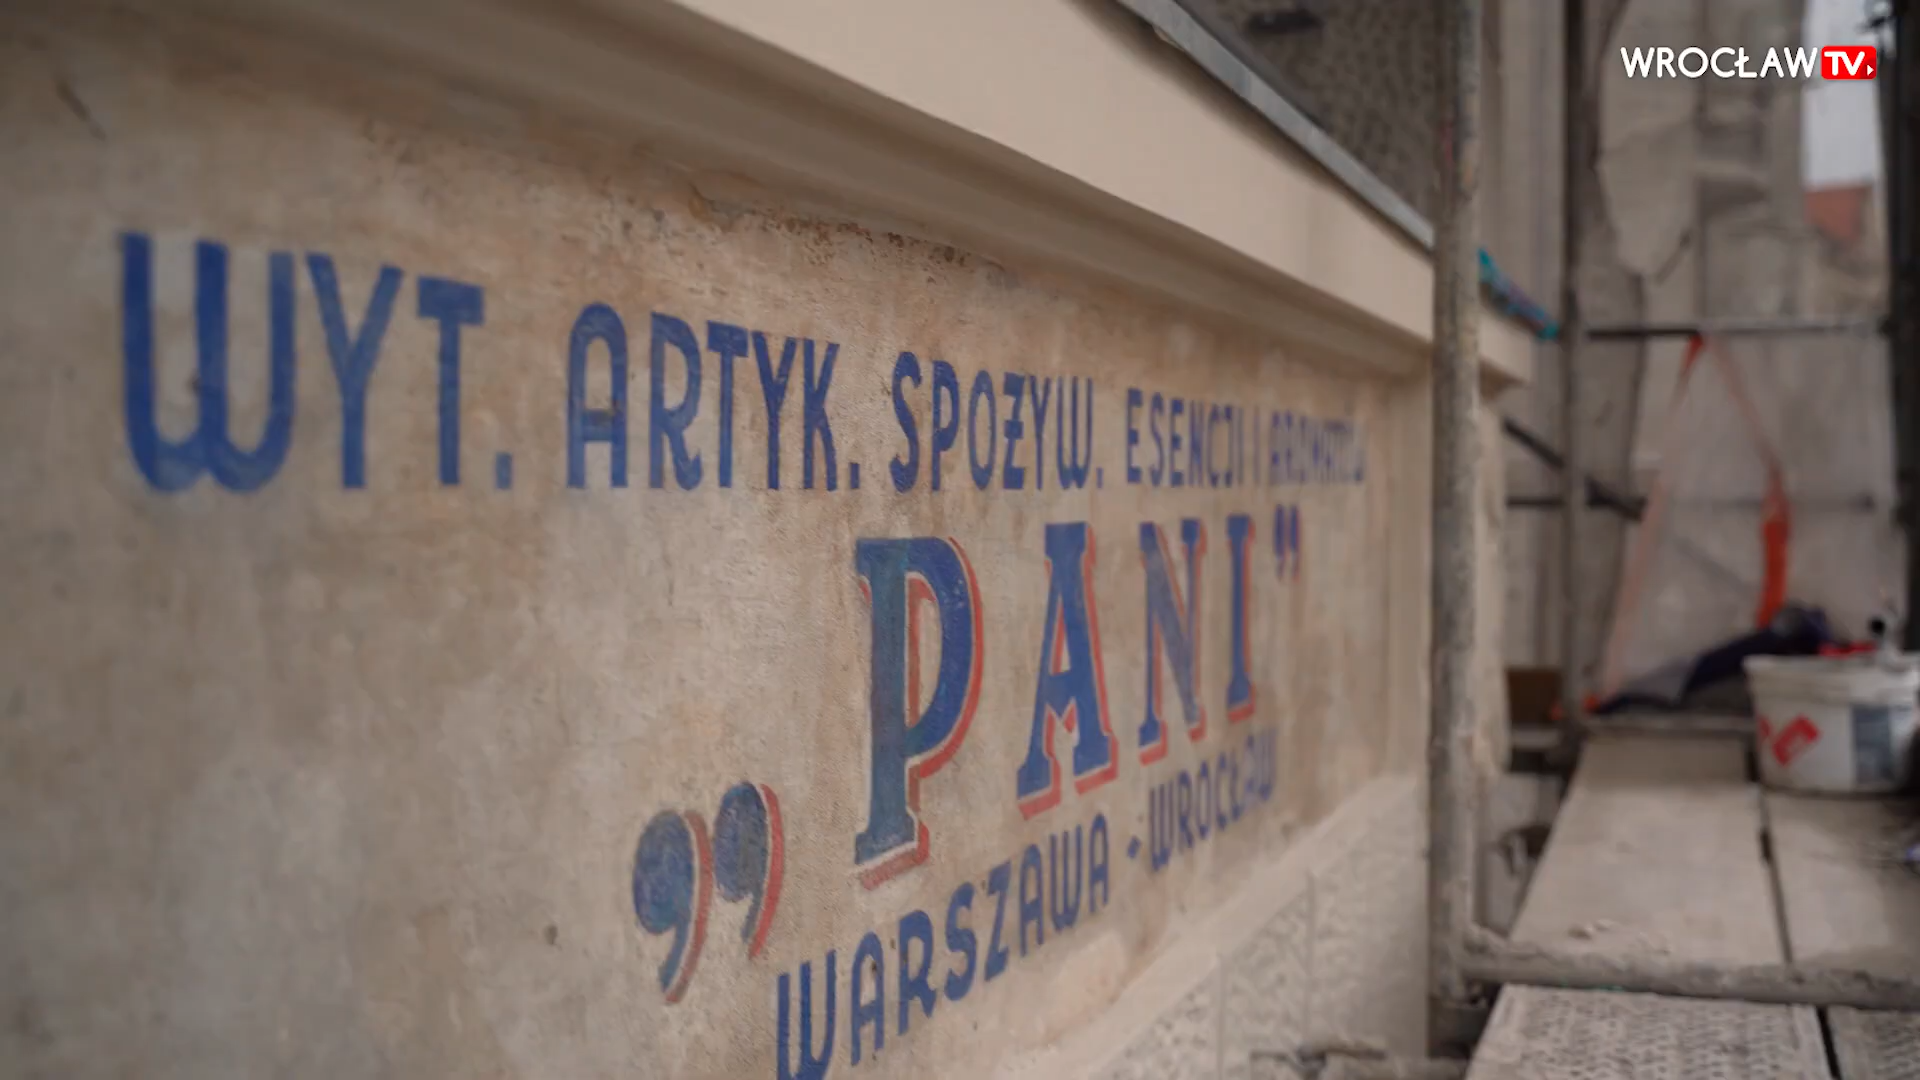 WROCŁAW TV
WYT. ARTYK. SPOŻYW. ESENCJI I AROMATÓW
„PANI”
WARSZAWA - WROCŁAW